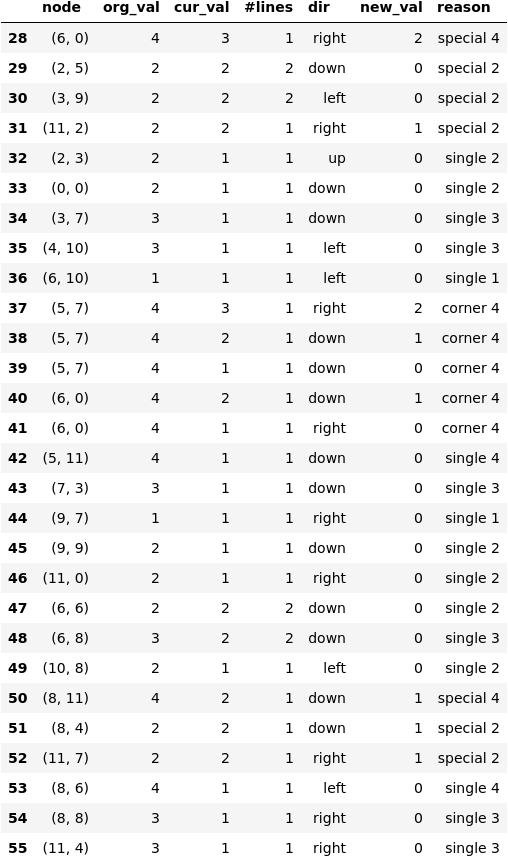 node org_val cur_val #lines dir new_val reason
28 (6, 0) 4 3 1 right 2 special 4
29 (2, 5) 2 2 2 down 0 special 2
30 (3, 9) 2 2 2 left 0 special 2
31 (11, 2) 2 2 1 right 1 special 2
32 (2, 3) 2 1 1 up 0 single 2
33 (0, 0) 2 1 1 down 0 single 2
34 (3, 7) 3 1 1 down 0 single 3
35 (4, 10) 3 1 1 left 0 single 3
36 (6, 10) 1 1 1 left 0 single 1
37 (5, 7) 4 3 1 right 2 corner 4
38 (5, 7) 4 2 1 down 1 corner 4
39 (5, 7) 4 1 1 down 0 corner 4
40 (6, 0) 4 2 1 down 1 corner 4
41 (6, 0) 4 1 1 right 0 corner 4
42 (5, 11) 4 1 1 down 0 single 4
43 (7, 3) 3 1 1 down 0 single 3
44 (9, 7) 1 1 1 right 0 single 1
45 (9, 9) 2 1 1 down 0 single 2
46 (11, 0) 2 1 1 right 0 single 2
47 (6, 6) 2 2 2 down 0 single 2
48 (6, 8) 3 2 2 down 0 single 3
49 (10, 8) 2 1 1 left 0 single 2
50 (8, 11) 4 2 1 down 1 special 4
51 (8, 4) 2 2 1 down 1 special 2
52 (11, 7) 2 2 1 right 1 special 2
53 (8, 6) 4 1 1 left 0 single 4
54 (8, 8) 3 1 1 right 0 single 3
55 (11, 4) 3 1 1 right 0 single 3